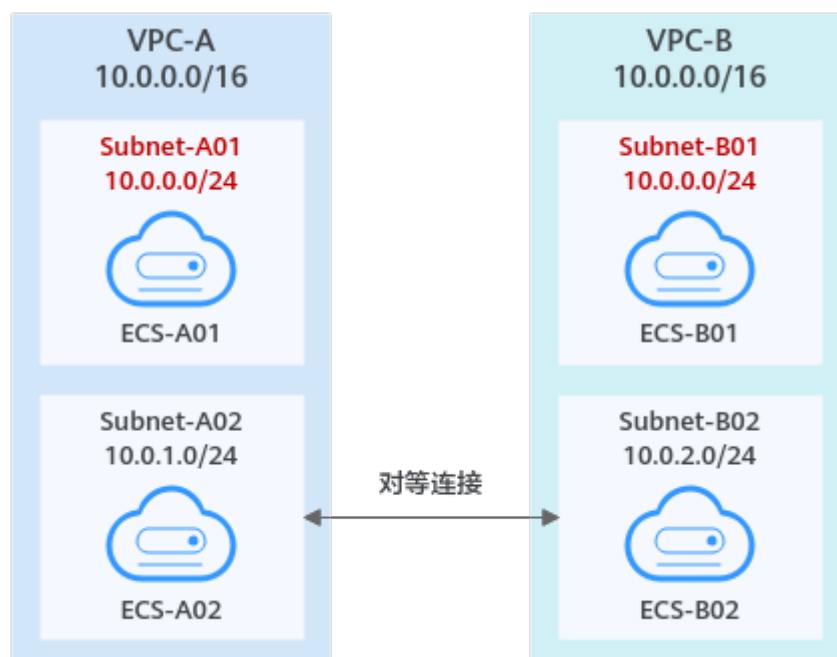 VPC-A
10.0.0.0/16
Subnet-A01
10.0.0.0/24
ECS-A01
Subnet-A02
10.0.1.0/24
ECS-A02
对等连接
VPC-B
10.0.0.0/16
Subnet-B01
10.0.0.0/24
ECS-B01
Subnet-B02
10.0.2.0/24
ECS-B02